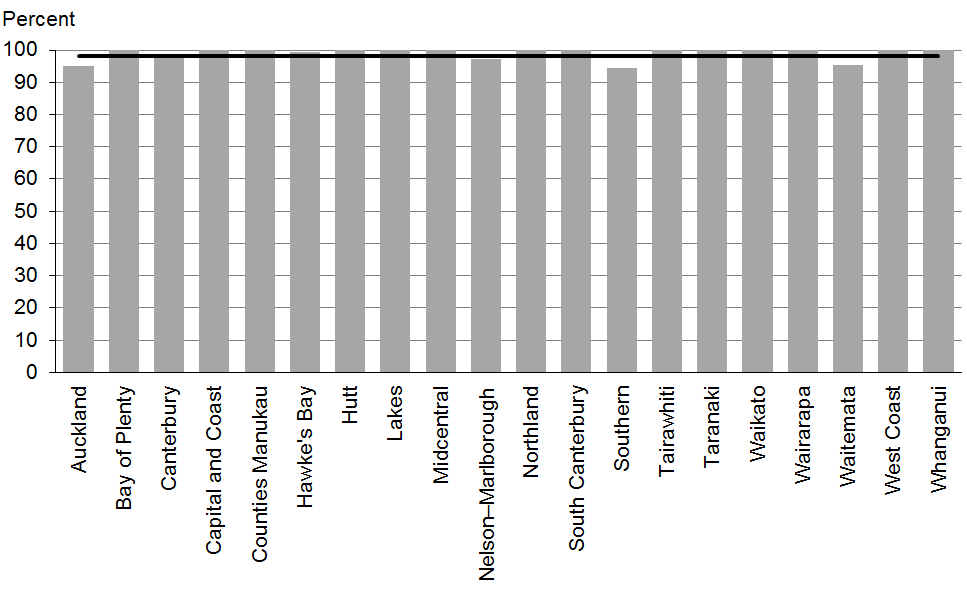 Percent
100
90
80
70
60
50
40
30
20
10
0
Auckland
Bay of Plenty
Canterbury
Capital and Coast
Counties Manukau
Hawke's Bay
Hutt
Lakes
Midcentral
Nelson–Marlborough
Northland
South Canterbury
Southern
Tairawhiti
Taranaki
Waikato
Wairarapa
Waitemata
West Coast
Whanganui